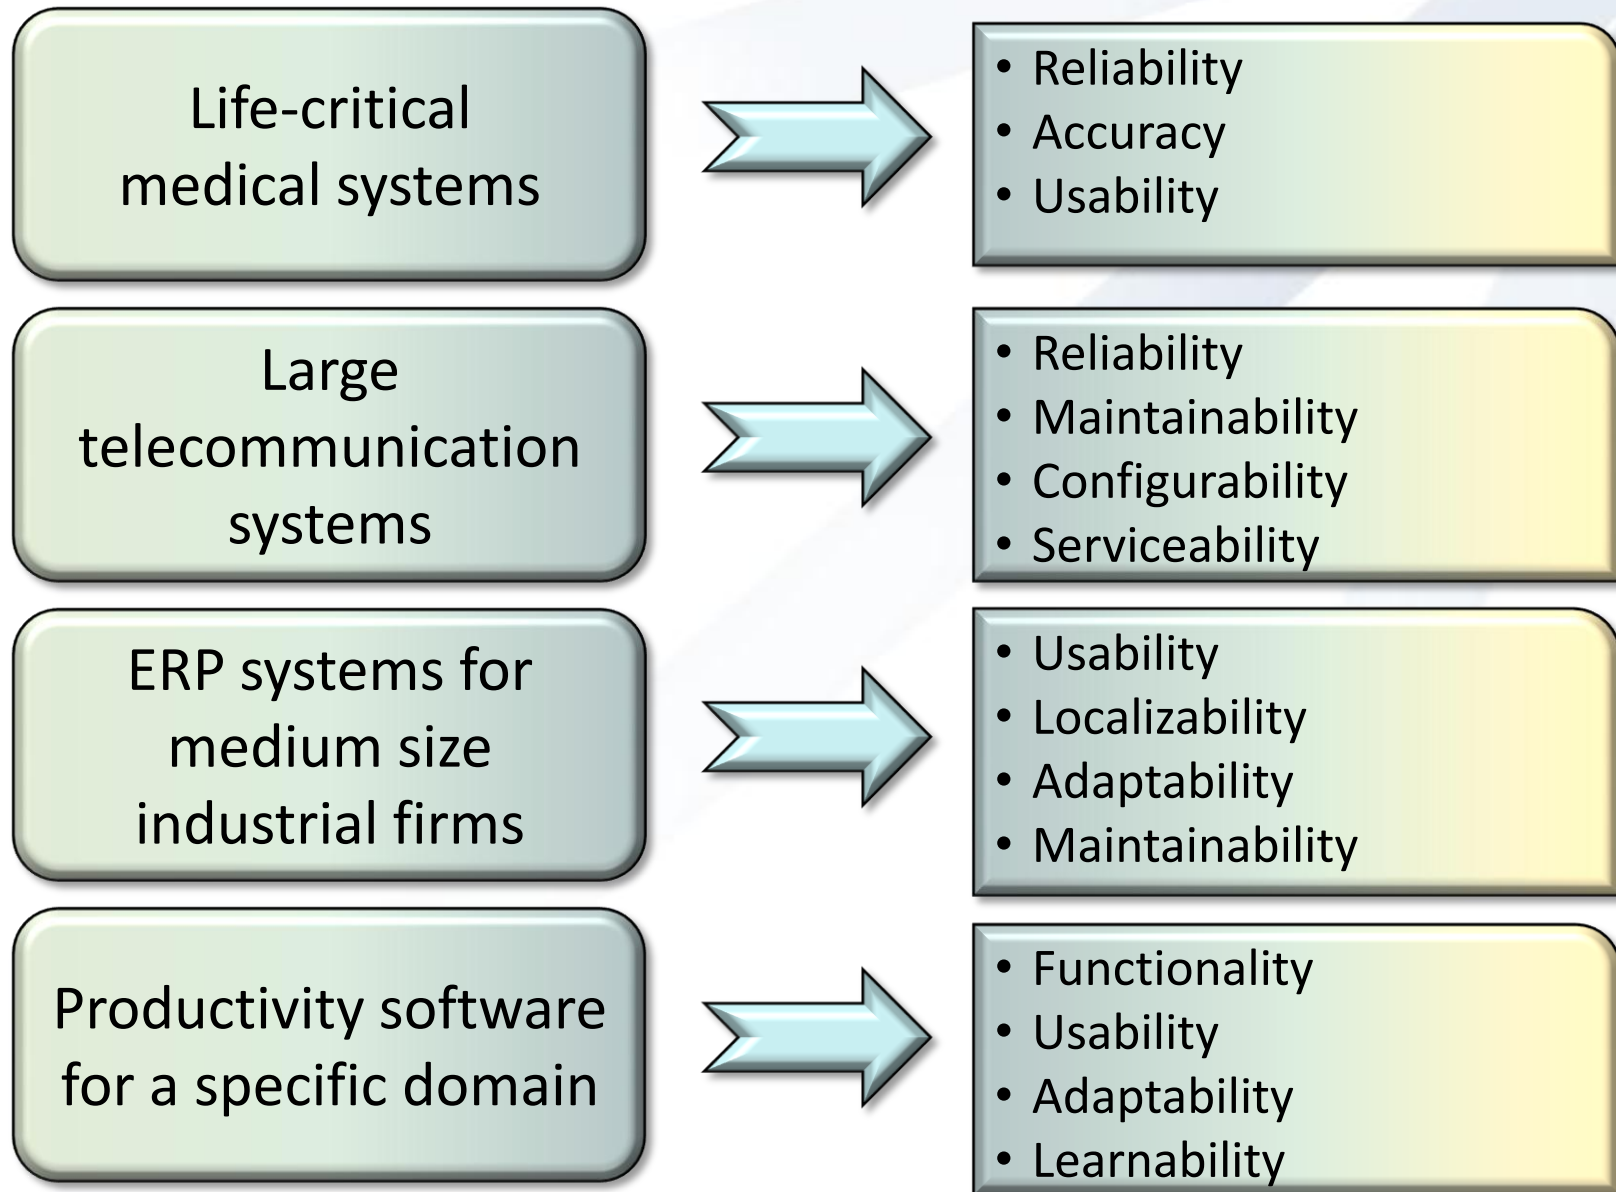 Life-critical
medical systems
• Reliability
• Accuracy
• Usability
Large
telecommunication
systems
• Reliability
• Maintainability
• Configurability
• Serviceability
ERP systems for
medium size
industrial firms
• Usability
• Localizability
• Adaptability
• Maintainability
Productivity software
for a specific domain
• Functionality
• Usability
• Adaptability
• Learnability